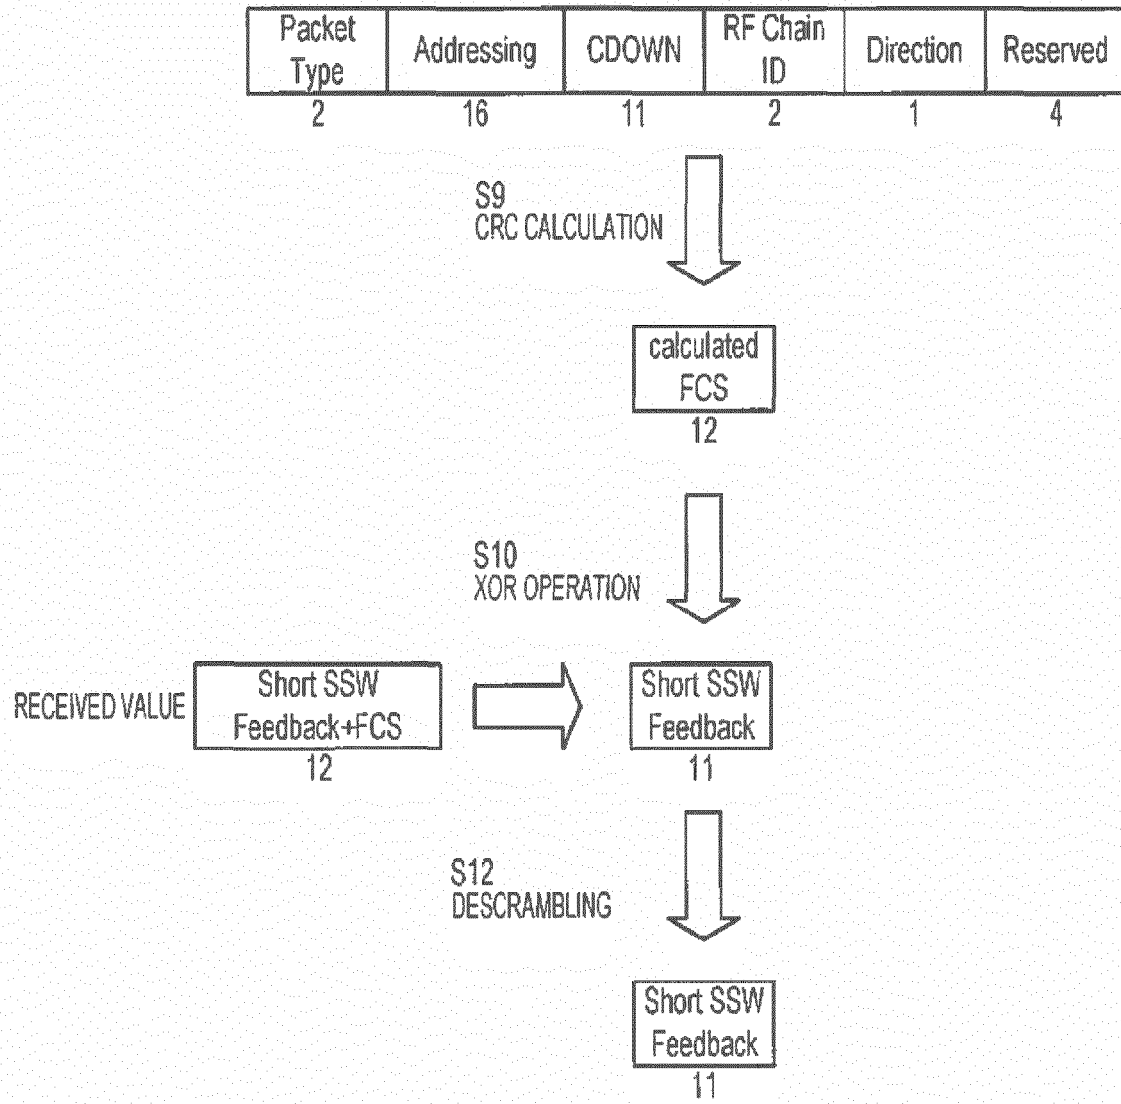 Packet Type Addressing CDOWN RF Chain ID Direction Reserved
2 16 11 2 1 4
S9
CRC CALCULATION
calculated
FCS
12
S10
XOR OPERATION
RECEIVED VALUE
Short SSW
Feedback+FCS
12
Short SSW
Feedback
11
S12
DESCRAMBLING
Short SSW
Feedback
11